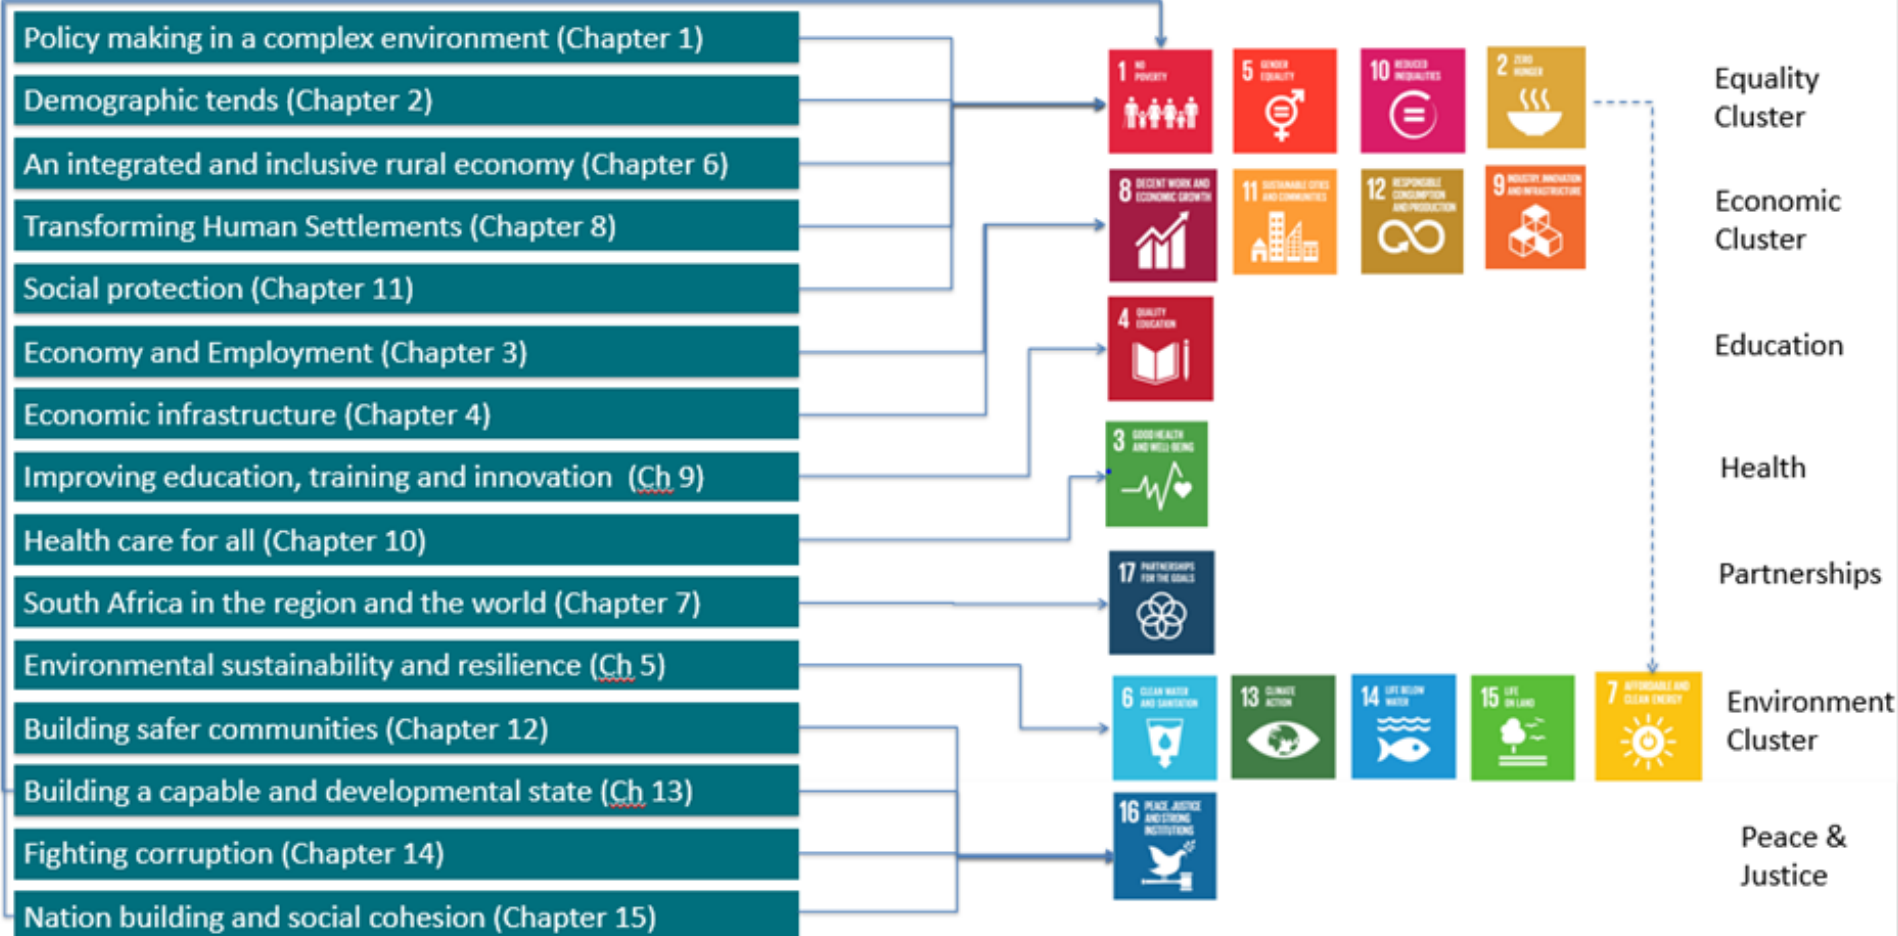 Policy making in a complex environment (Chapter 1)
Demographic tends (Chapter 2)
An integrated and inclusive rural economy (Chapter 6)
Transforming Human Settlements (Chapter 8)
Social protection (Chapter 11)
Economy and Employment (Chapter 3)
Economic infrastructure (Chapter 4)
Improving education, training and innovation (Ch 9)
Health care for all (Chapter 10)
South Africa in the region and the world (Chapter 7)
Environmental sustainability and resilience (Ch 5)
Building safer communities (Chapter 12)
Building a capable and developmental state (Ch 13)
Fighting corruption (Chapter 14)
Nation building and social cohesion (Chapter 15)
1 NO
POVERTY
5 GENDER
EQUALITY
10 REDUCED
INEQUALITIES
2 ZERO
HUNGER
Equality
Cluster
8 DECENT WORK AND
ECONOMIC GROWTH
11 SUSTAINABLE CITIES
AND COMMUNITIES
12 RESPONSIBLE
CONSUMPTION
AND PRODUCTION
9 INDUSTRY, INNOVATION
AND INFRASTRUCTURE
Economic
Cluster
4 QUALITY
EDUCATION
Education
3 GOOD HEALTH
AND WELL-BEING
Health
17 PARTNERSHIPS
FOR THE GOALS
Partnerships
6 CLEAN WATER
AND SANITATION
13 CLIMATE
ACTION
14 LIFE BELOW
WATER
15 LIFE
ON LAND
7 AFFORDABLE AND
CLEAN ENERGY
Environment
Cluster
16 PEACE, JUSTICE
AND STRONG
INSTITUTIONS
Peace &
Justice